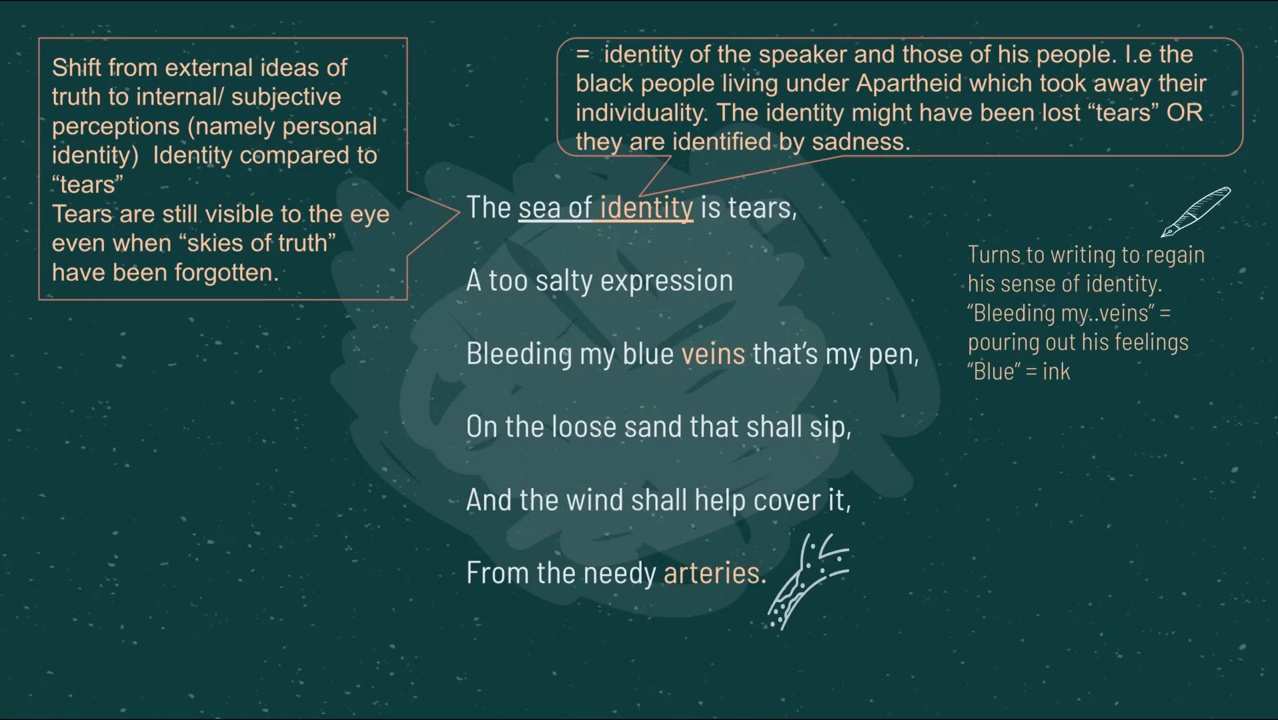 Shift from external ideas of
truth to internal/ subjective
perceptions (namely personal
identity)  Identity compared to
“tears”
Tears are still visible to the eye
even when “skies of truth”
have been forgotten.
=  identity of the speaker and those of his people. I.e the
black people living under Apartheid which took away their
individuality. The identity might have been lost “tears” OR
they are identified by sadness.
The sea of identity is tears,
A too salty expression
Bleeding my blue veins that’s my pen,
On the loose sand that shall sip,
And the wind shall help cover it,
From the needy arteries.
Turns to writing to regain
his sense of identity.
“Bleeding my..veins” =
pouring out his feelings
“Blue” = ink